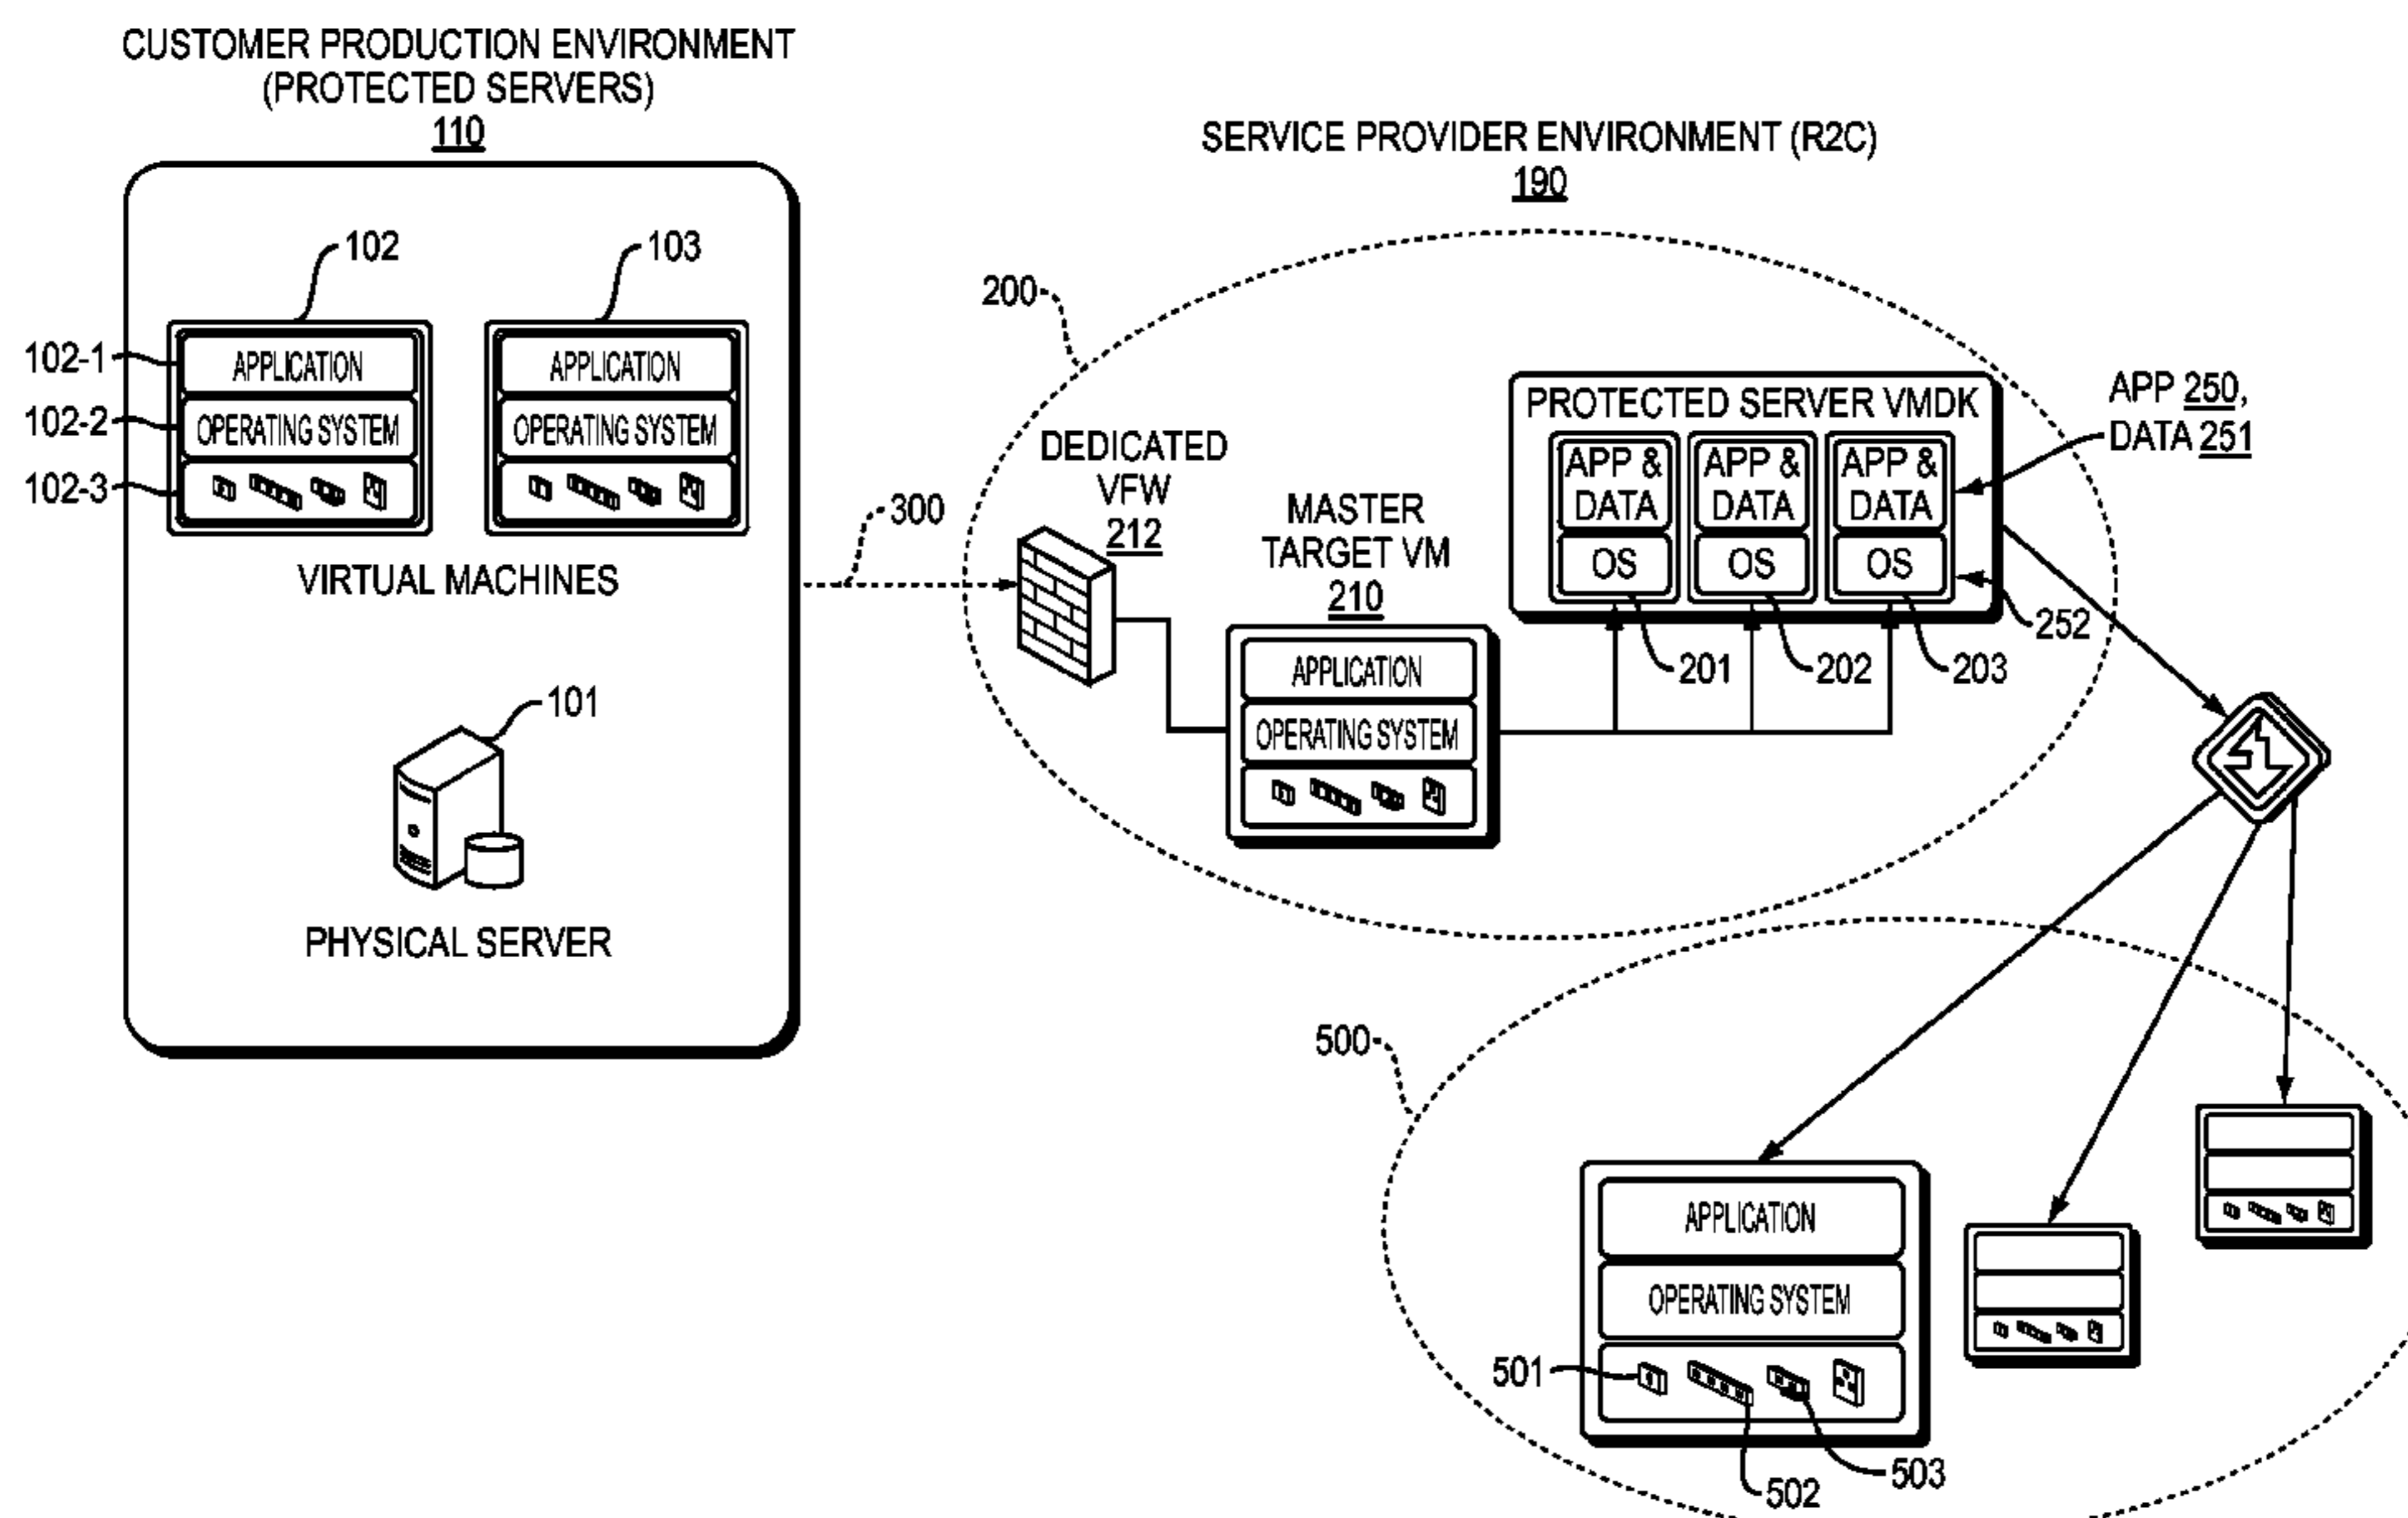 CUSTOMER PRODUCTION ENVIRONMENT
(PROTECTED SERVERS)
110
102
103
102-1
APPLICATION
APPLICATION
102-2
OPERATING SYSTEM
OPERATING SYSTEM
102-3
VIRTUAL MACHINES
101
PHYSICAL SERVER
300
SERVICE PROVIDER ENVIRONMENT (R2C)
190
200
DEDICATED
VFW
212
MASTER
TARGET VM
210
APPLICATION
OPERATING SYSTEM
PROTECTED SERVER VMDK
APP &
DATA
OS
APP &
DATA
OS
APP &
DATA
OS
APP 250,
DATA 251
252
201
202
203
500
APPLICATION
OPERATING SYSTEM
501
502
503